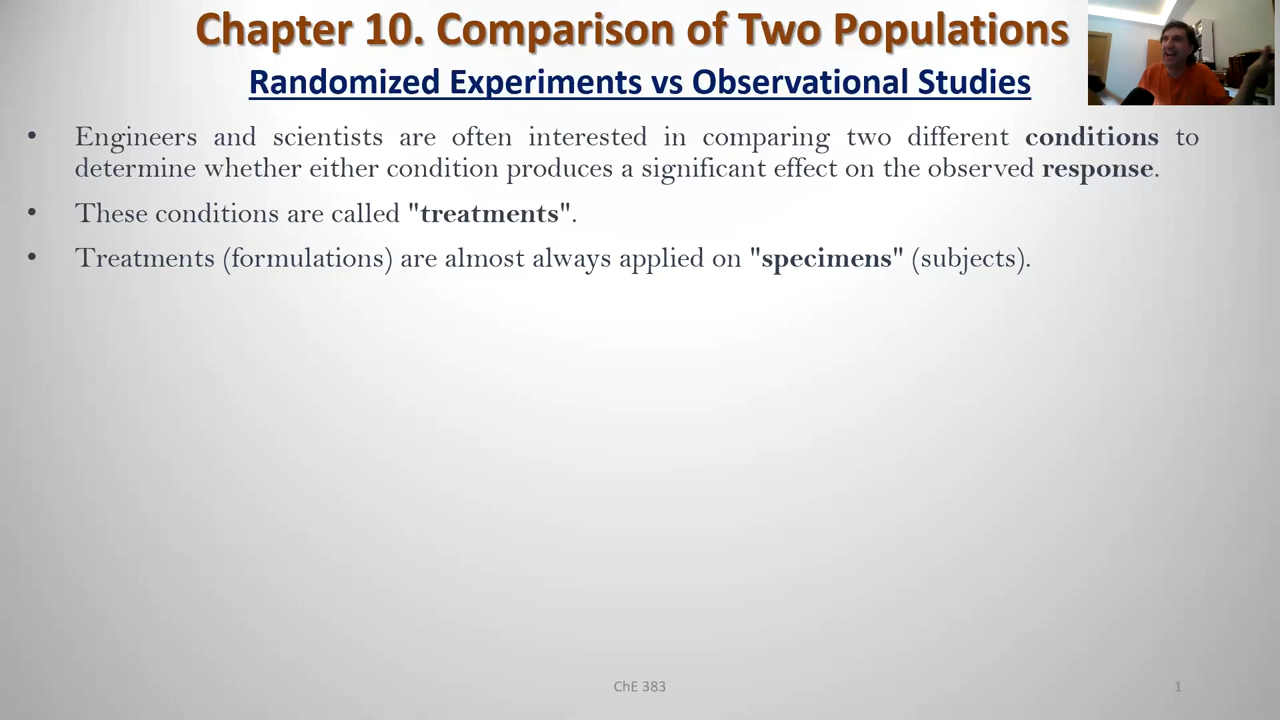 Chapter 10. Comparison of Two Populations
Randomized Experiments vs Observational Studies
• Engineers and scientists are often interested in comparing two different conditions to
determine whether either condition produces a significant effect on the observed response.
• These conditions are called "treatments".
• Treatments (formulations) are almost always applied on "specimens" (subjects).
ChE 383
1